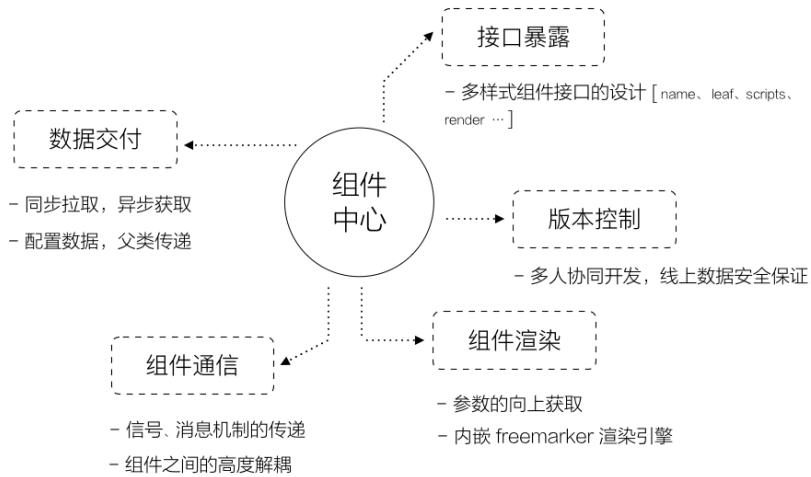 接口暴露
- 多样式组件接口的设计 [ name、leaf、scripts、
render … ]
数据交付
- 同步拉取，异步获取
- 配置数据，父类传递
组件
中心
版本控制
- 多人协同开发，线上数据安全保证
组件渲染
- 参数的向上获取
- 内嵌 freemarker 渲染引擎
组件通信
- 信号、消息机制的传递
- 组件之间的高度解耦